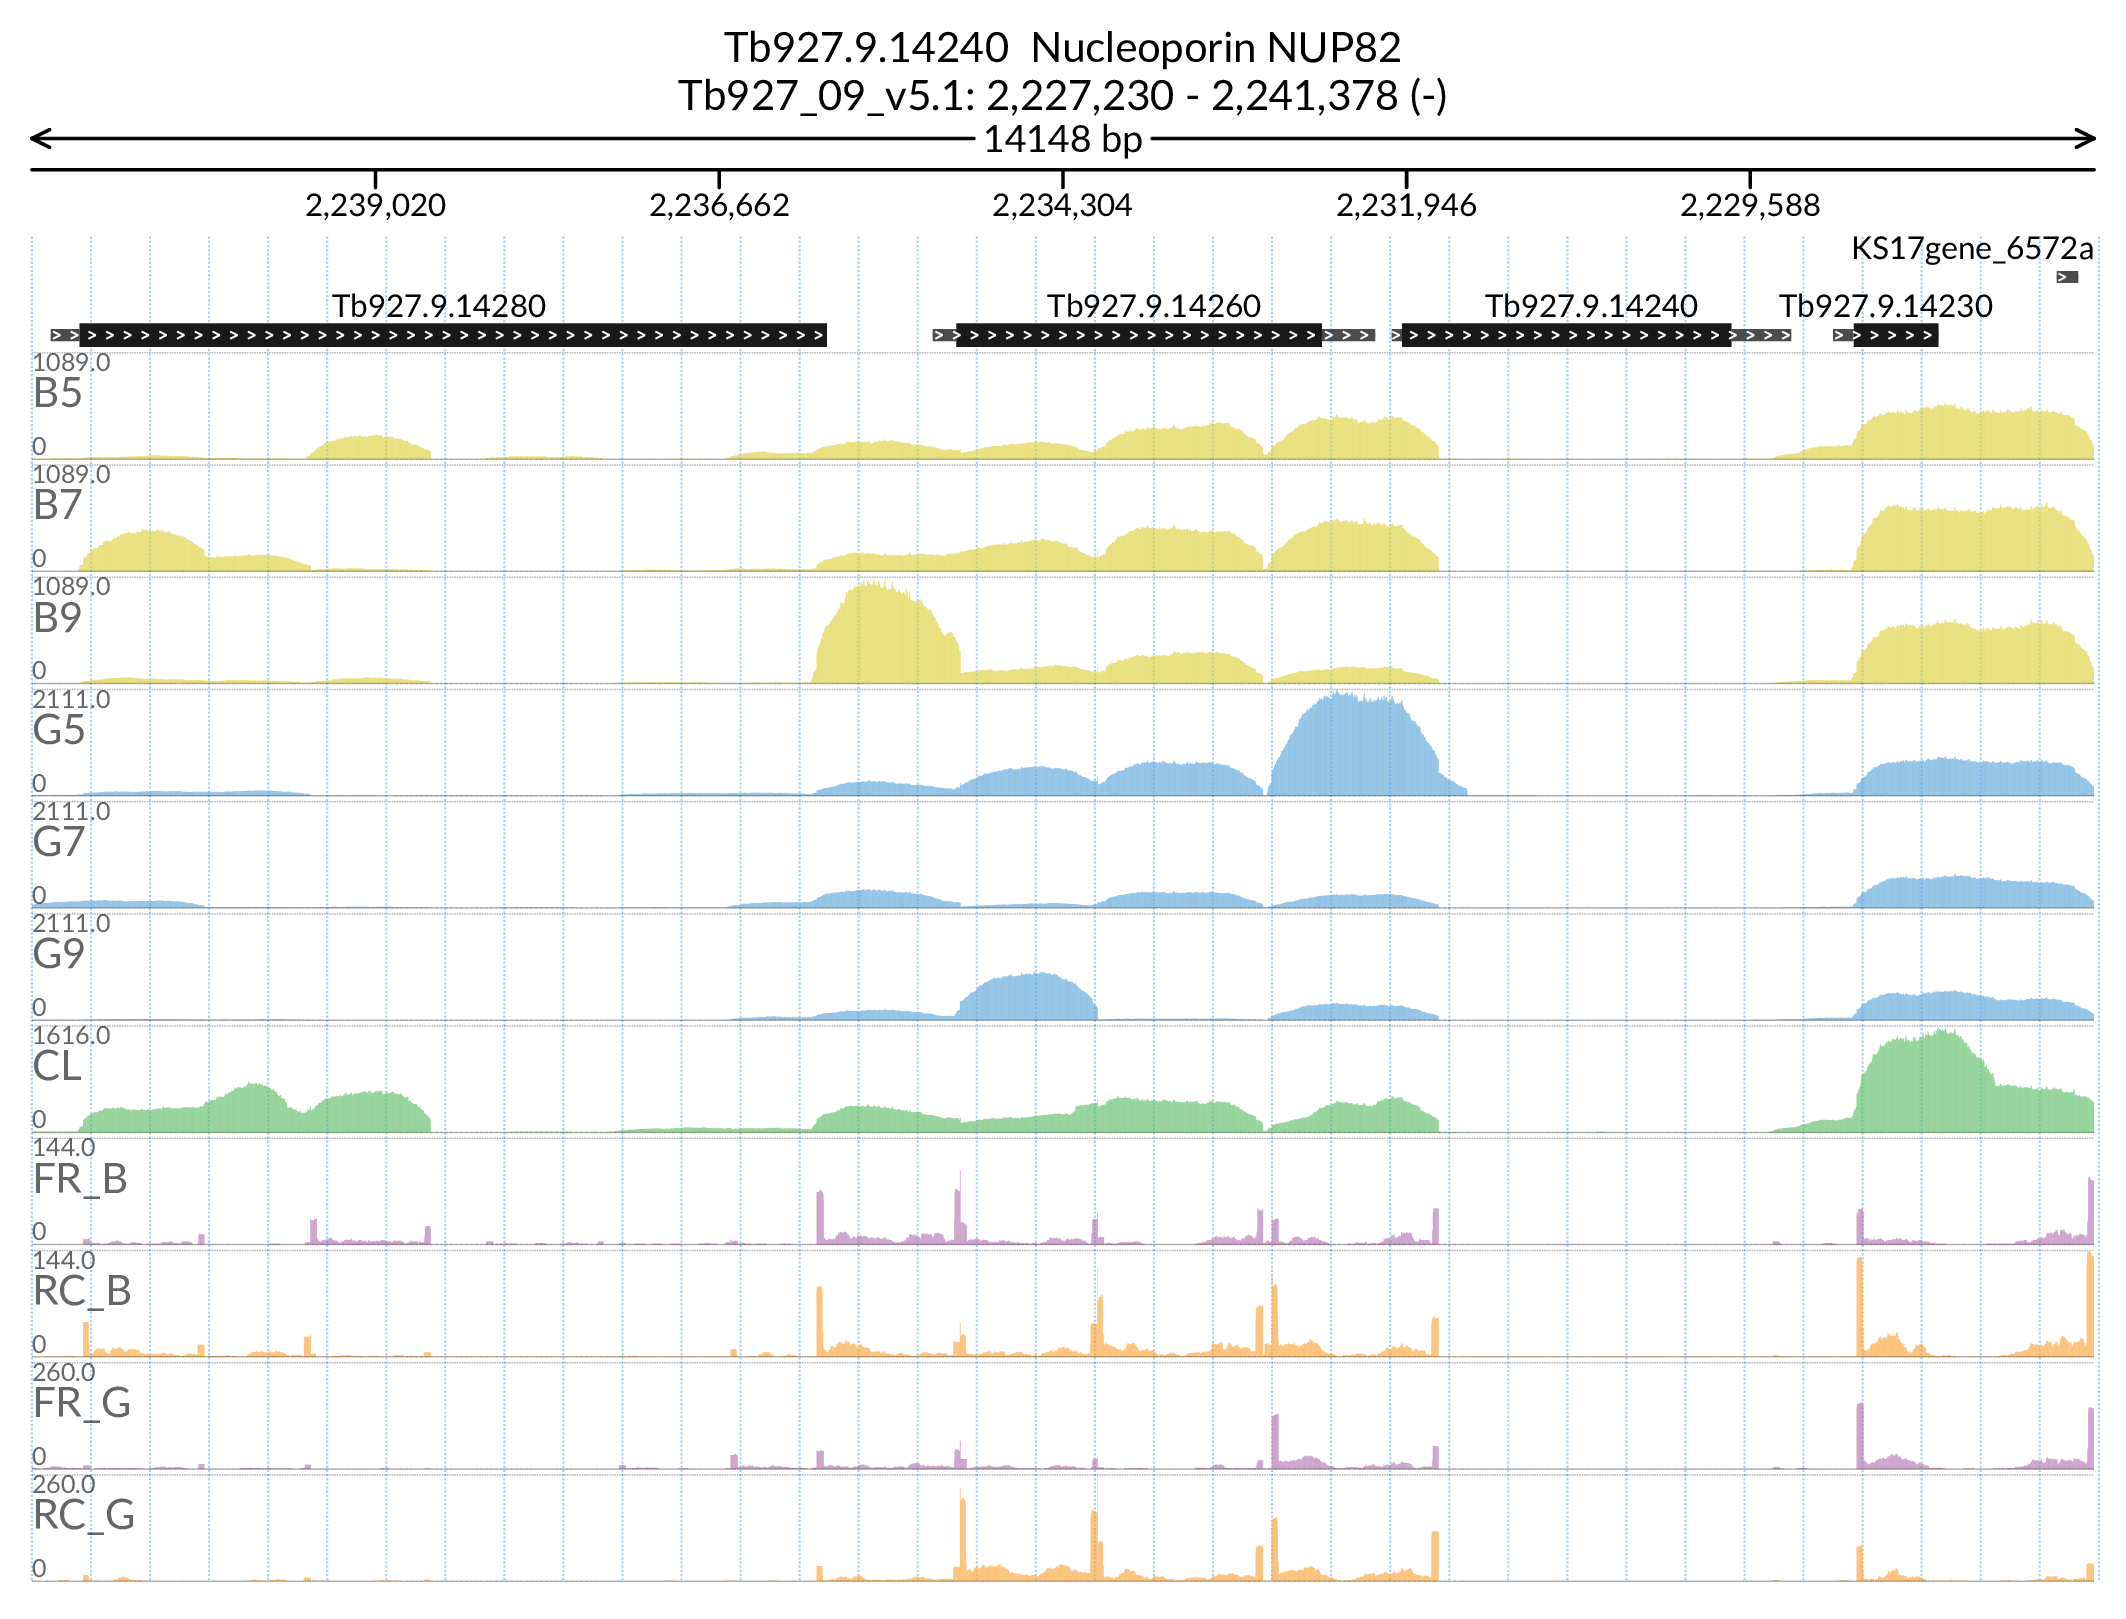 Tb927.9.14240  Nucleoporin NUP82
Tb927_09_v5.1: 2,227,230 - 2,241,378 (-)
14148 bp
2,239,020 2,236,662 2,234,304 2,231,946 2,229,588
KS17gene_6572a
Tb927.9.14280 Tb927.9.14260 Tb927.9.14240 Tb927.9.14230
1089.0
B5
0
1089.0
B7
0
1089.0
B9
0
2111.0
G5
0
2111.0
G7
0
2111.0
G9
0
1616.0
CL
0
144.0
FR_B
0
144.0
RC_B
0
260.0
FR_G
0
260.0
RC_G
0